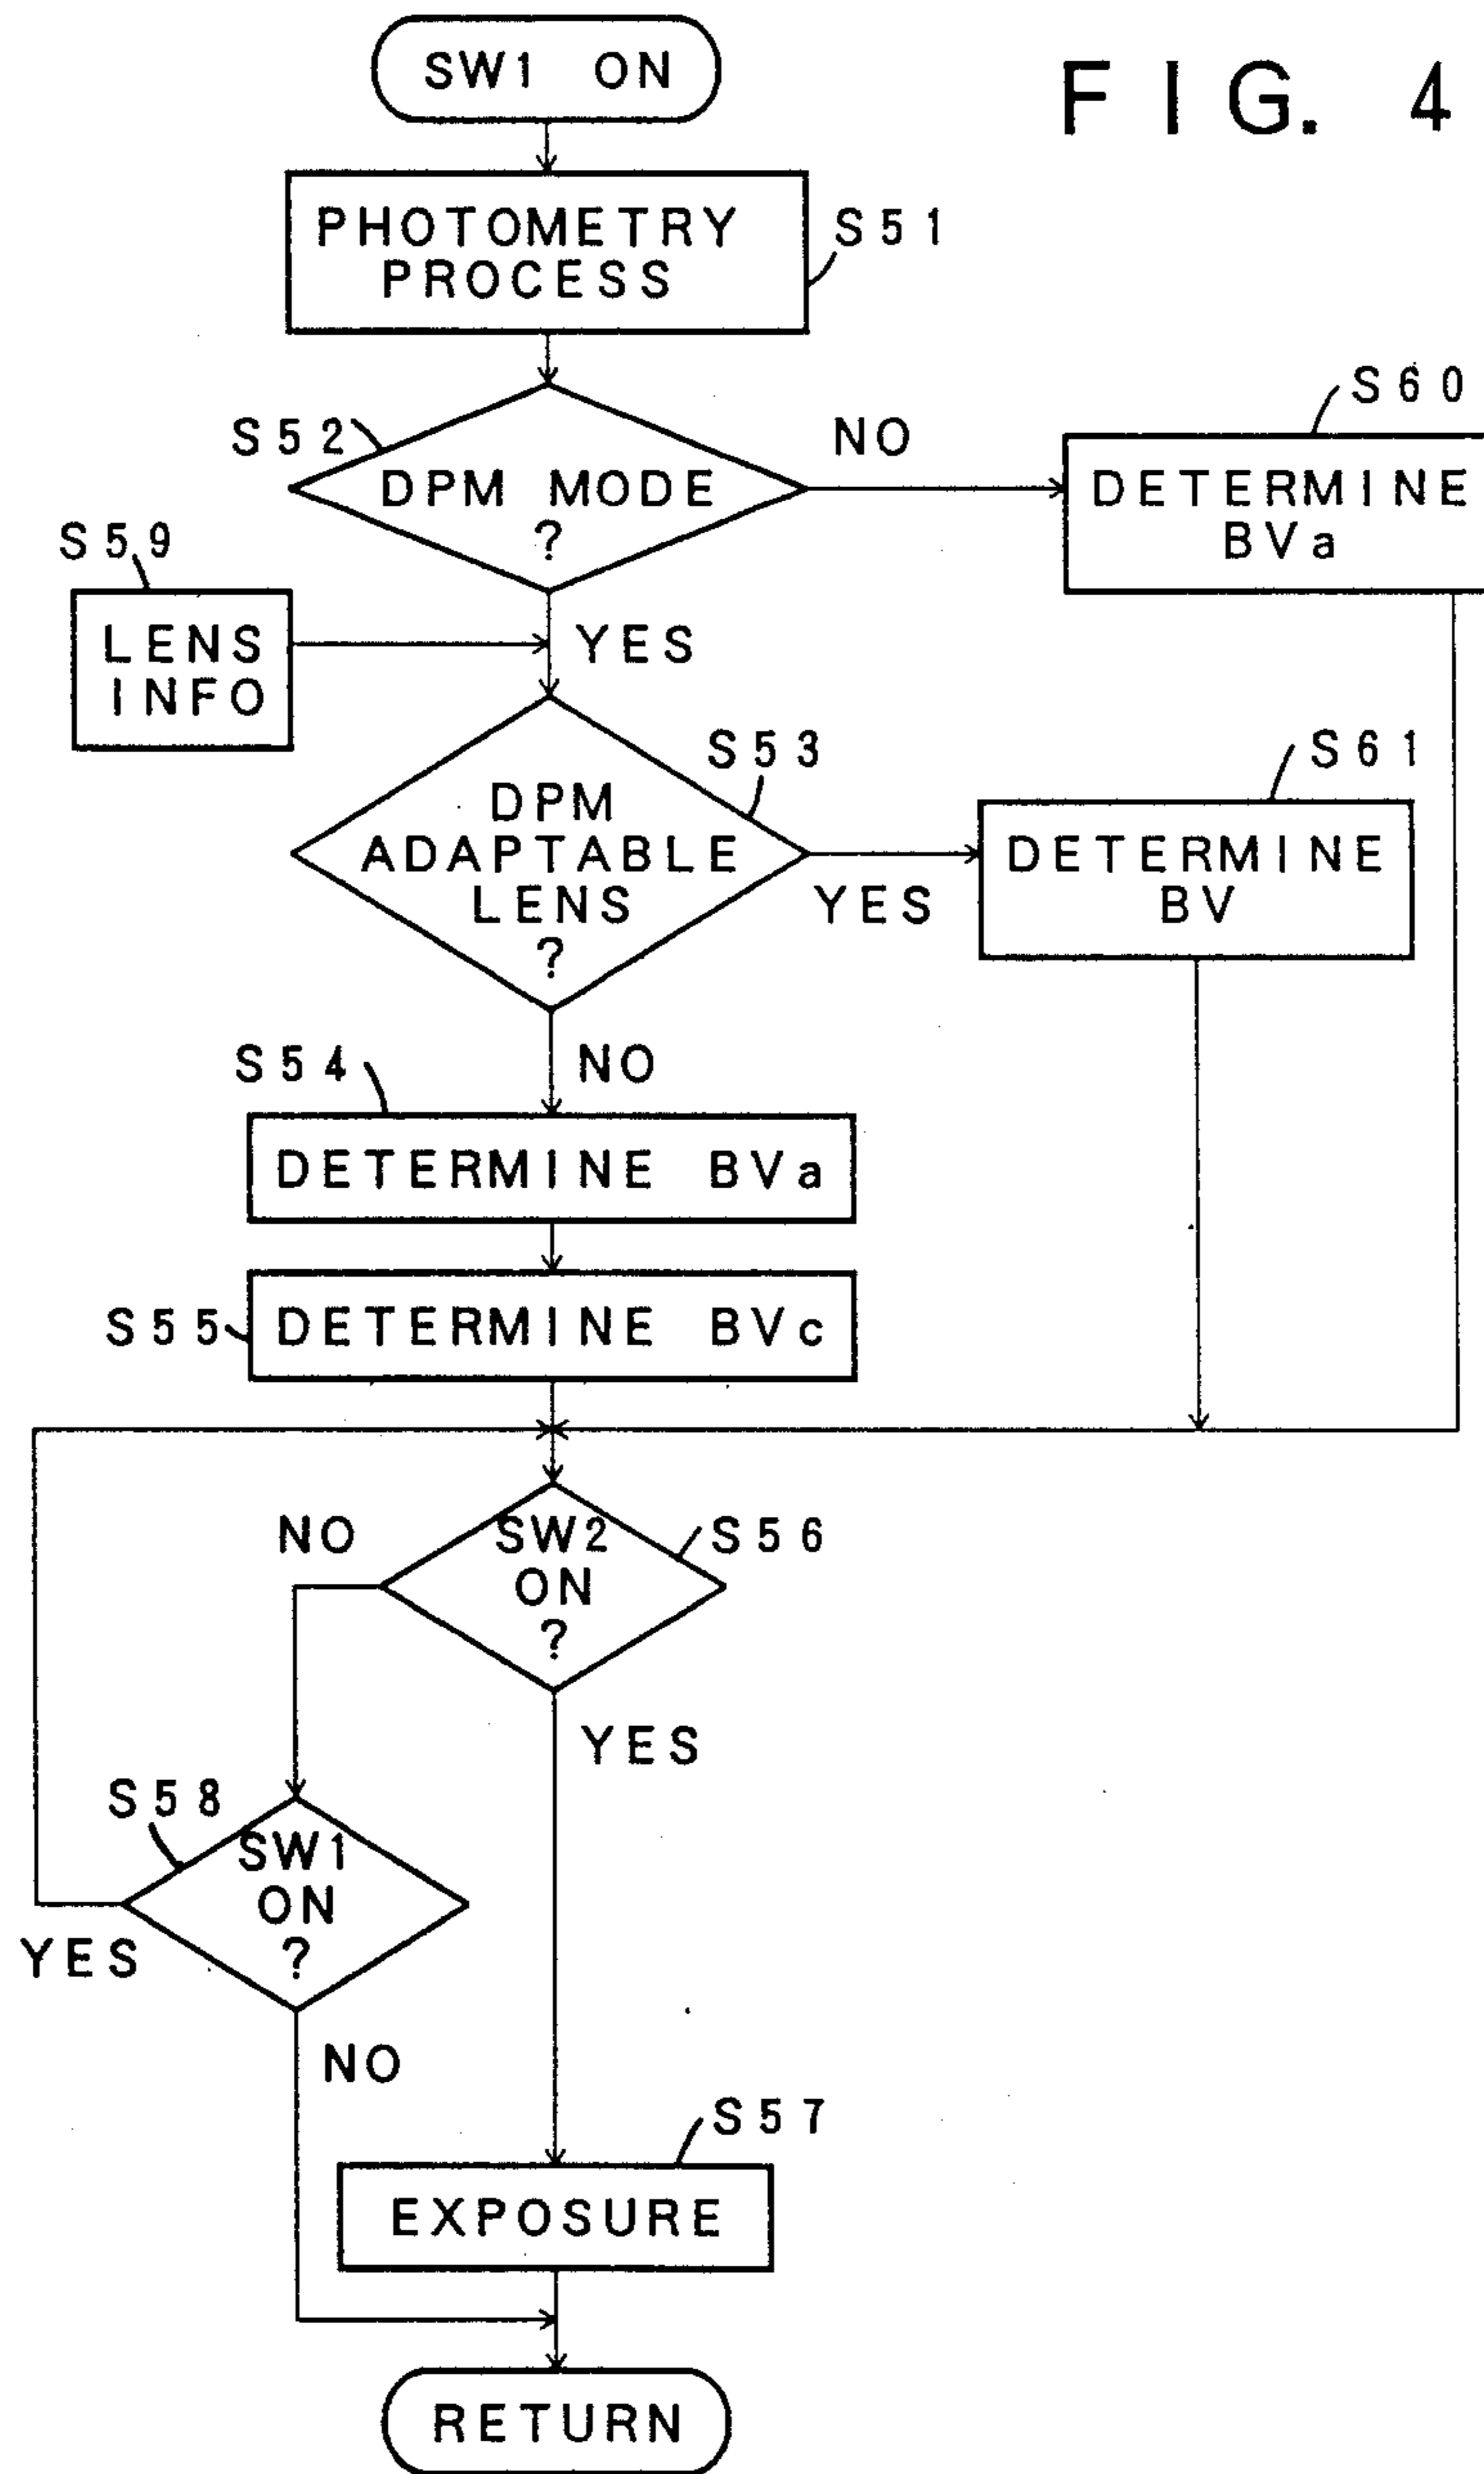 FIG. 4
SW1 ON
PHOTOMETRY
PROCESS
S51
S52
DPM MODE
?
NO
S60
DETERMINE
BVa
S59
LENS
INFO
YES
S53
DPM
ADAPTABLE
LENS
?
YES
S61
DETERMINE
BV
NO
S54
DETERMINE BVa
S55
DETERMINE BVc
NO
SW2
ON
?
S56
YES
S58
SW1
ON
?
YES
NO
S57
EXPOSURE
RETURN